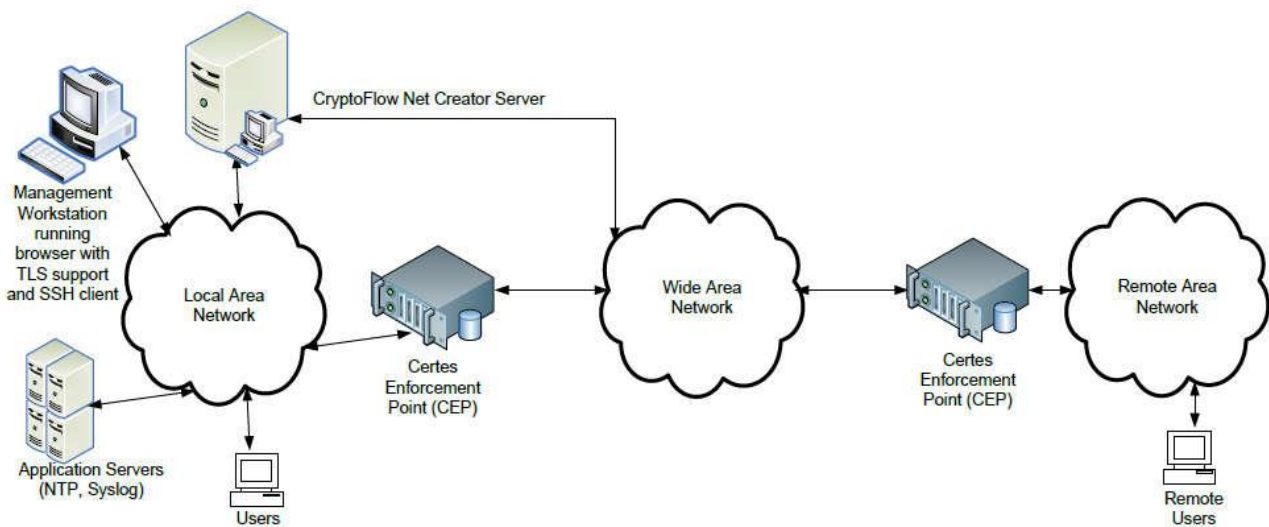 CryptoFlow Net Creator Server
Management
Workstation
running
browser with
TLS support
and SSH client
Local Area
Network
Wide Area
Network
Remote Area
Network
Certes
Enforcement
Point (CEP)
Certes
Enforcement
Point (CEP)
Application Servers
(NTP, Syslog)
Users
Remote
Users